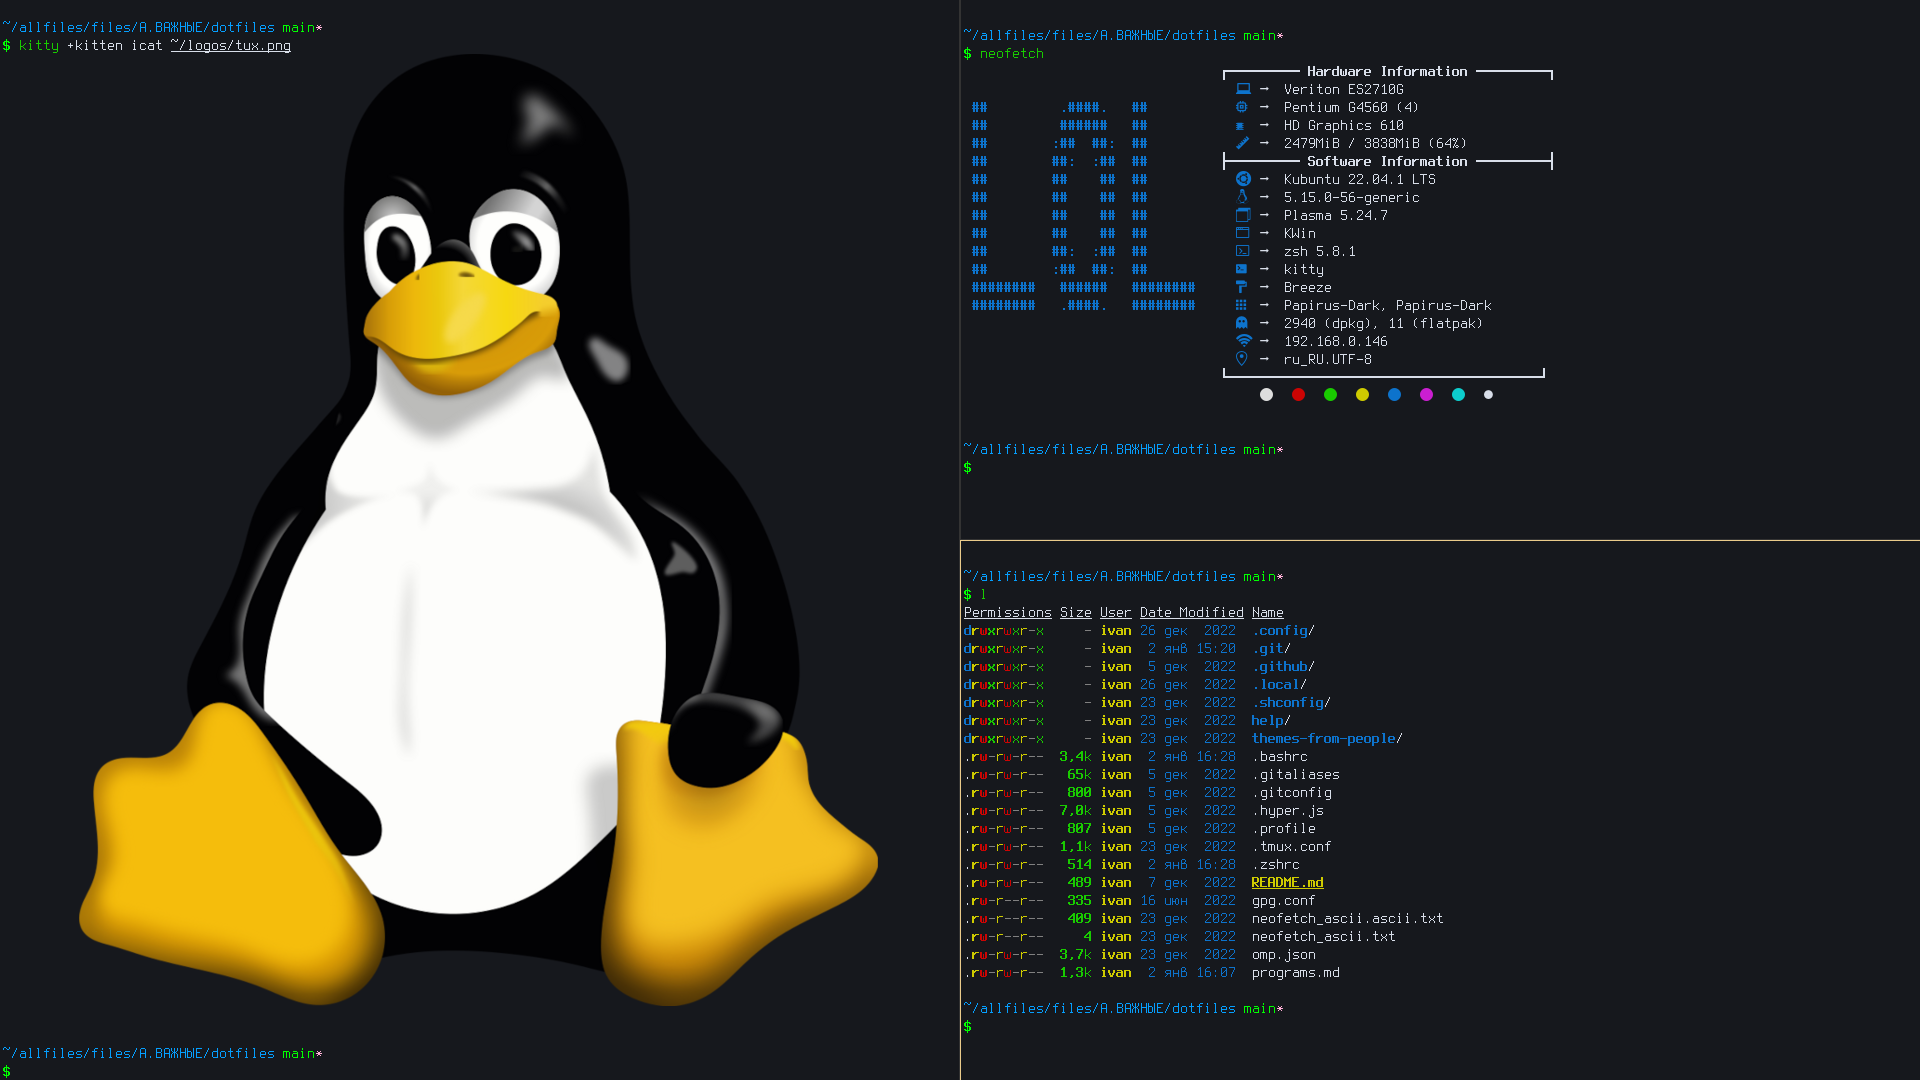 ~/allfiles/files/А.ВАЖНЫЕ/dotfiles main*
$ kitty +kitten icat ~/logos/tux.png
~/allfiles/files/А.ВАЖНЫЕ/dotfiles main*
$
~/allfiles/files/А.ВАЖНЫЕ/dotfiles main*
$ neofetch
Hardware Information
→ Veriton ES2710G
## .####. ## → Pentium G4560 (4)
## ###### ## → HD Graphics 610
## :## ##: ## → 2479MiB / 3838MiB (64%)
## ##: :## ## Software Information
## ## ## ## → Kubuntu 22.04.1 LTS
## ## ## ## → 5.15.0-56-generic
## ## ## ## → Plasma 5.24.7
## ## ## ## → KWin
## ##: :## ## → zsh 5.8.1
## :## ##: ## → kitty
######## ###### ######## → Breeze
######## .####. ######## → Papirus-Dark, Papirus-Dark
→ 2940 (dpkg), 11 (flatpak)
→ 192.168.0.146
→ ru_RU.UTF-8
~/allfiles/files/А.ВАЖНЫЕ/dotfiles main*
$
~/allfiles/files/А.ВАЖНЫЕ/dotfiles main*
$ l
Permissions Size User Date Modified Name
drwxrwxr-x - ivan 26 дек 2022 .config/
drwxrwxr-x - ivan 2 янв 15:20 .git/
drwxrwxr-x - ivan 5 дек 2022 .github/
drwxrwxr-x - ivan 26 дек 2022 .local/
drwxrwxr-x - ivan 23 дек 2022 .shconfig/
drwxrwxr-x - ivan 23 дек 2022 help/
drwxrwxr-x - ivan 23 дек 2022 themes-from-people/
.rw-rw-r-- 3,4k ivan 2 янв 16:28 .bashrc
.rw-rw-r-- 65k ivan 5 дек 2022 .gitaliases
.rw-rw-r-- 800 ivan 5 дек 2022 .gitconfig
.rw-rw-r-- 7,0k ivan 5 дек 2022 .hyper.js
.rw-rw-r-- 807 ivan 5 дек 2022 .profile
.rw-rw-r-- 1,1k ivan 23 дек 2022 .tmux.conf
.rw-rw-r-- 514 ivan 2 янв 16:28 .zshrc
.rw-rw-r-- 489 ivan 7 дек 2022 README.md
.rw-r--r-- 335 ivan 16 июн 2022 gpg.conf
.rw-rw-r-- 409 ivan 23 дек 2022 neofetch_ascii.ascii.txt
.rw-r--r-- 4 ivan 23 дек 2022 neofetch_ascii.txt
.rw-rw-r-- 3,7k ivan 23 дек 2022 omp.json
.rw-rw-r-- 1,3k ivan 2 янв 16:07 programs.md
~/allfiles/files/А.ВАЖНЫЕ/dotfiles main*
$